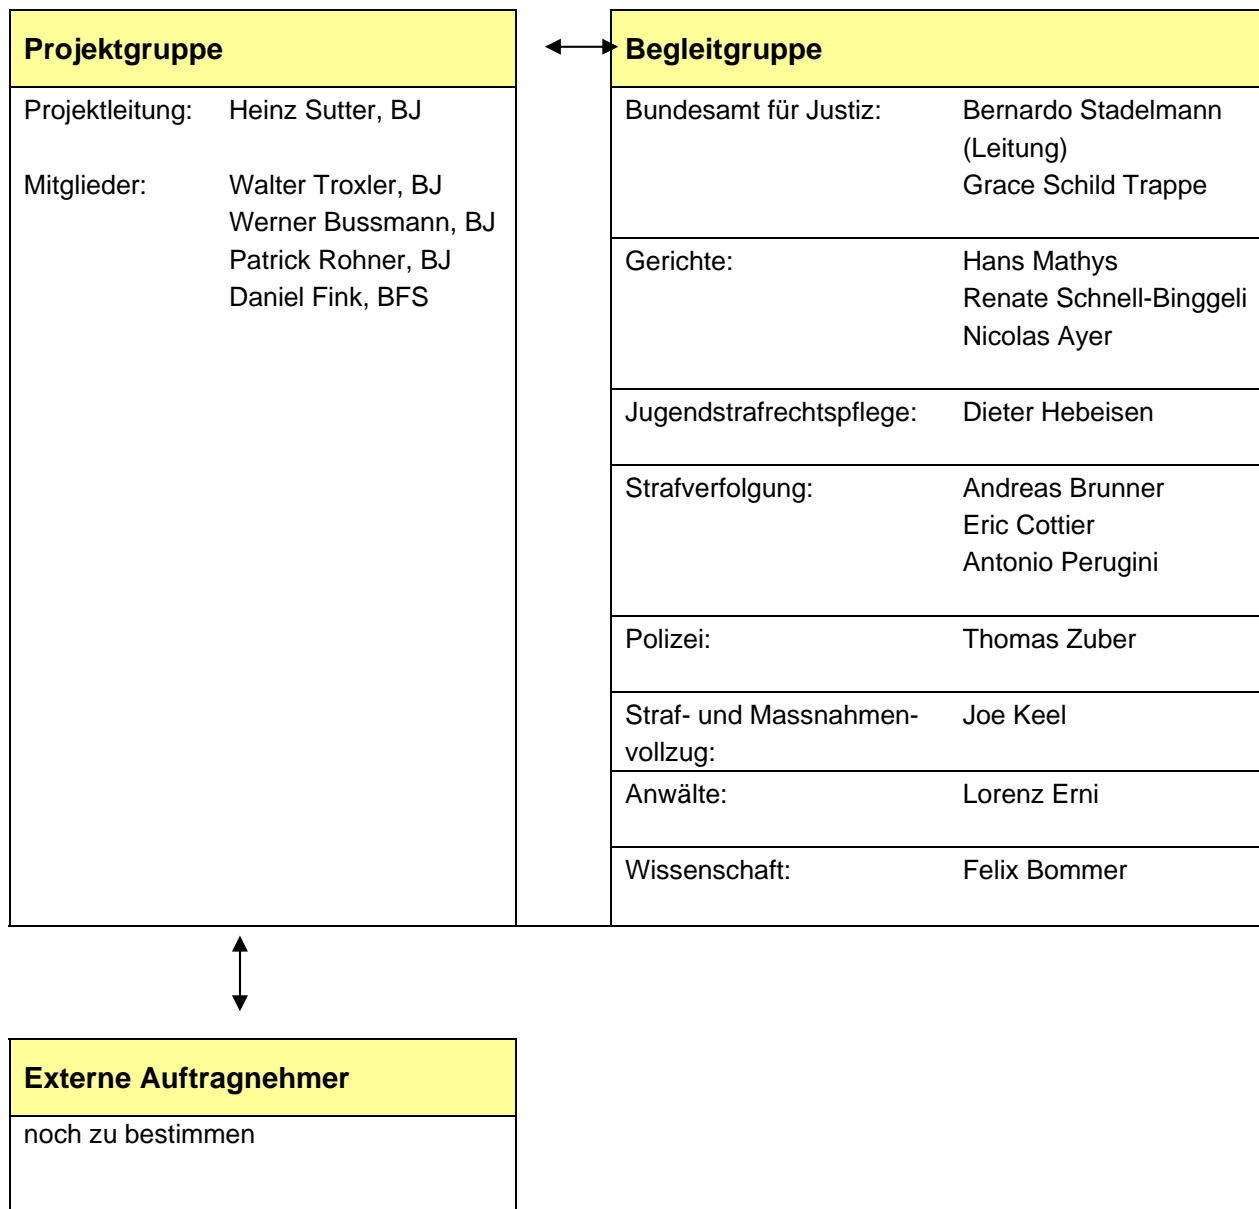 Projektgruppe
Projektleitung: Heinz Sutter, BJ
Mitglieder: Walter Troxler, BJ
Werner Bussmann, BJ
Patrick Rohner, BJ
Daniel Fink, BFS
Begleitgruppe
Bundesamt für Justiz: Bernardo Stadelmann
(Leitung)
Grace Schild Trappe
Gerichte: Hans Mathys
Renate Schnell-Binggeli
Nicolas Ayer
Jugendstrafrechtspflege: Dieter Hebeisen
Strafverfolgung: Andreas Brunner
Eric Cottier
Antonio Perugini
Polizei: Thomas Zuber
Straf- und Massnahmen- Joe Keel
vollzug:
Anwälte: Lorenz Erni
Wissenschaft: Felix Bommer
Externe Auftragnehmer
noch zu bestimmen